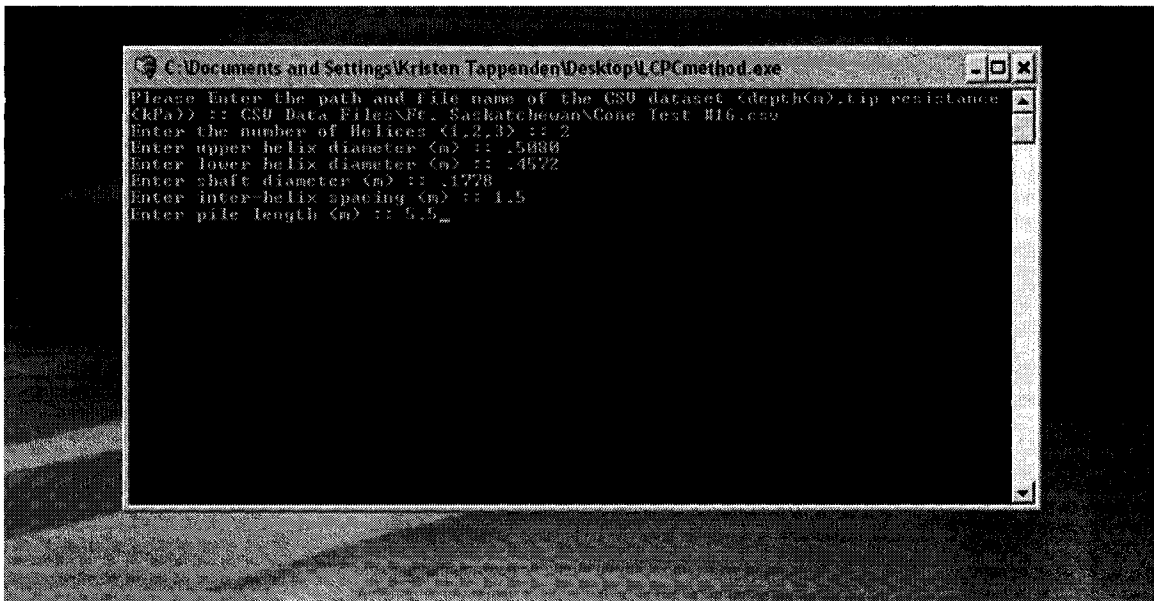 C:\Documents and Settings\Kristen Tappenden\Desktop\LCPCmethod.exe
Please Enter the path and file name of the CSV dataset (depth(m),tip resistance
(kPa)) :: CSV Data Files\Ft. Saskatchewan\Cone Test #16.csv
Enter the number of Helices (1,2,3) :: 2
Enter upper helix diameter (m) :: .5080
Enter lower helix diameter (m) :: .4572
Enter shaft diameter (m) :: .1778
Enter inter-helix spacing (m) :: 1.5
Enter pile length (m) :: 5.5_